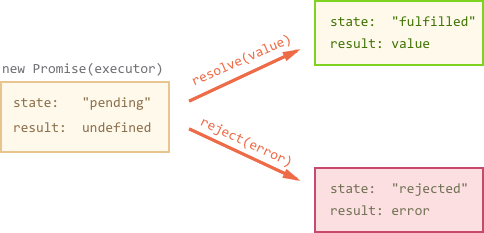 new Promise(executor)
state: "pending"
result: undefined
resolve(value)
reject(error)
state: "fulfilled"
result: value
state: "rejected"
result: error